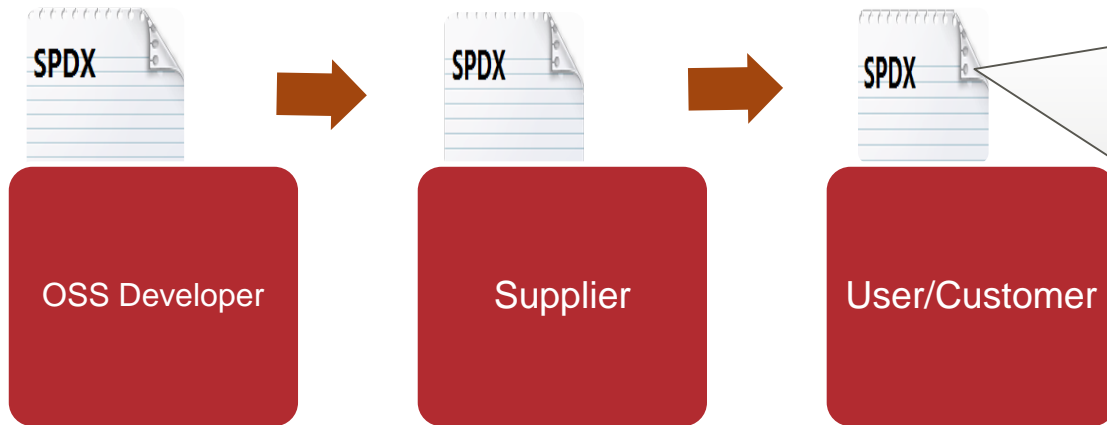 SPDX
SPDX
SPDX
OSS Developer
Supplier
User/Customer